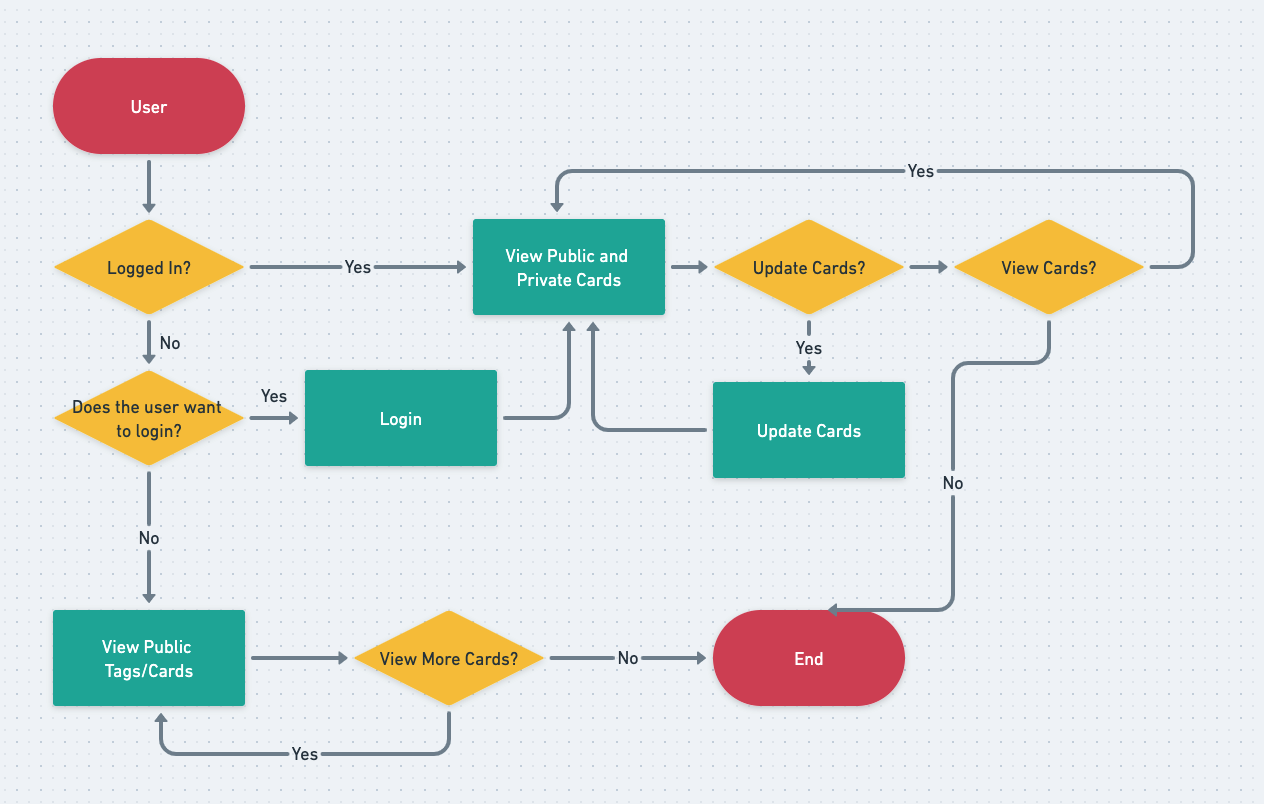 User
Yes
Logged In?
Yes
View Public and
Private Cards
Update Cards?
View Cards?
No
Yes
Does the user want
to login?
Yes
Login
Update Cards
No
No
View Public
Tags/Cards
View More Cards?
No
End
Yes